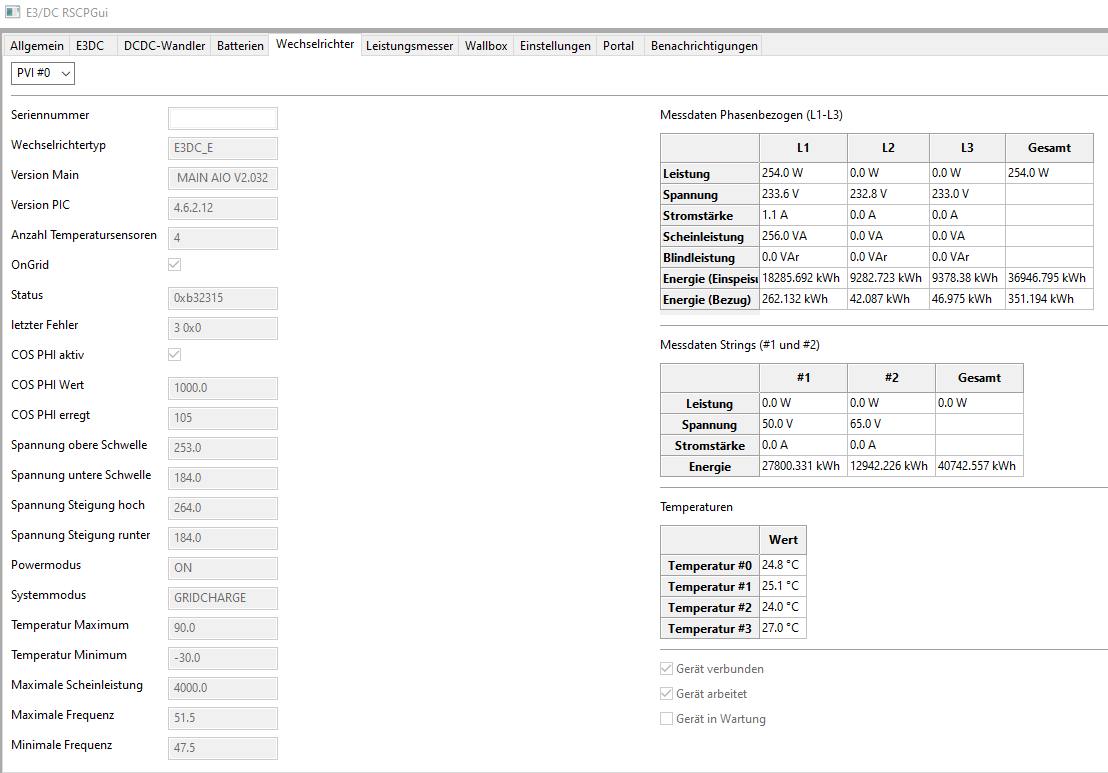 E3/DC RSCPGui
Allgemein E3DC DCDC-Wandler Batterien Wechselrichter Leistungsmesser Wallbox Einstellungen Portal Benachrichtigungen
PVI #0
Seriennummer
Wechselrichtertyp E3DC_E
Version Main MAIN AIO V2.032
Version PIC 4.6.2.12
Anzahl Temperatursensoren 4
OnGrid
Status 0xb32315
letzter Fehler 3 0x0
COS PHI aktiv
COS PHI Wert 1000.0
COS PHI erregt 105
Spannung obere Schwelle 253.0
Spannung untere Schwelle 184.0
Spannung Steigung hoch 264.0
Spannung Steigung runter 184.0
Powermodus ON
Systemmodus GRIDCHARGE
Temperatur Maximum 90.0
Temperatur Minimum -30.0
Maximale Scheinleistung 4000.0
Maximale Frequenz 51.5
Minimale Frequenz 47.5
Messdaten Phasenbezogen (L1-L3)
L1 L2 L3 Gesamt
Leistung 254.0 W 0.0 W 0.0 W 254.0 W
Spannung 233.6 V 232.8 V 233.0 V
Stromstärke 1.1 A 0.0 A 0.0 A
Scheinleistung 256.0 VA 0.0 VA 0.0 VA
Blindleistung 0.0 VAr 0.0 VAr 0.0 VAr
Energie (Einspeisu 18285.692 kWh 9282.723 kWh 9378.38 kWh 36946.795 kWh
Energie (Bezug) 262.132 kWh 42.087 kWh 46.975 kWh 351.194 kWh
Messdaten Strings (#1 und #2)
#1 #2 Gesamt
Leistung 0.0 W 0.0 W 0.0 W
Spannung 50.0 V 65.0 V
Stromstärke 0.0 A 0.0 A
Energie 27800.331 kWh 12942.226 kWh 40742.557 kWh
Temperaturen
Wert
Temperatur #0 24.8 °C
Temperatur #1 25.1 °C
Temperatur #2 24.0 °C
Temperatur #3 27.0 °C
Gerät verbunden
Gerät arbeitet
Gerät in Wartung